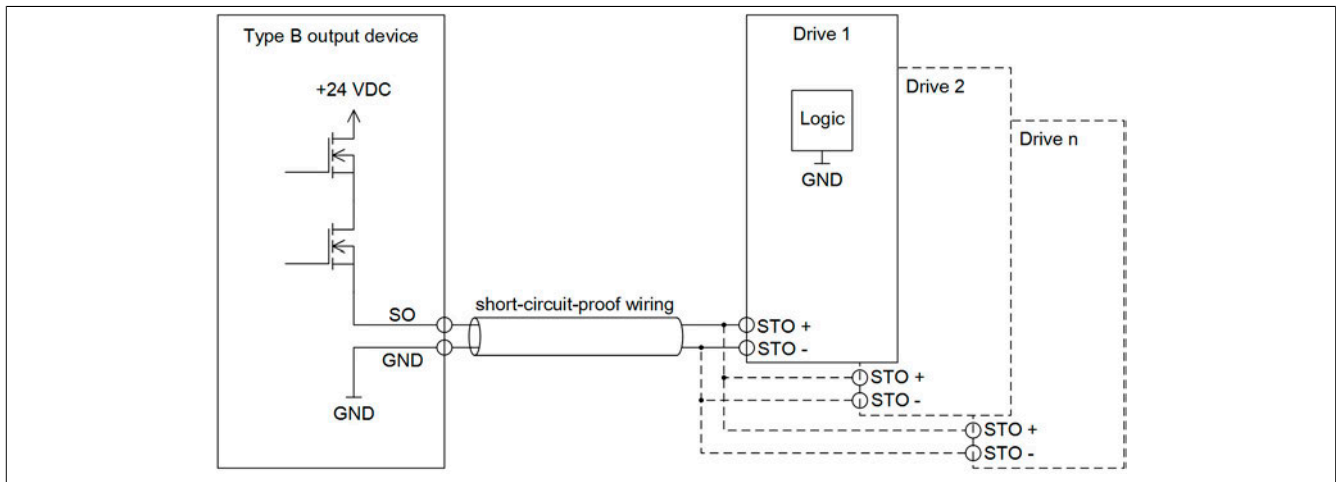 Type B output device
+24 VDC
SO
GND
GND
short-circuit-proof wiring
Drive 1
Logic
GND
STO +
STO -
Drive 2
STO +
STO -
Drive n
STO +
STO -